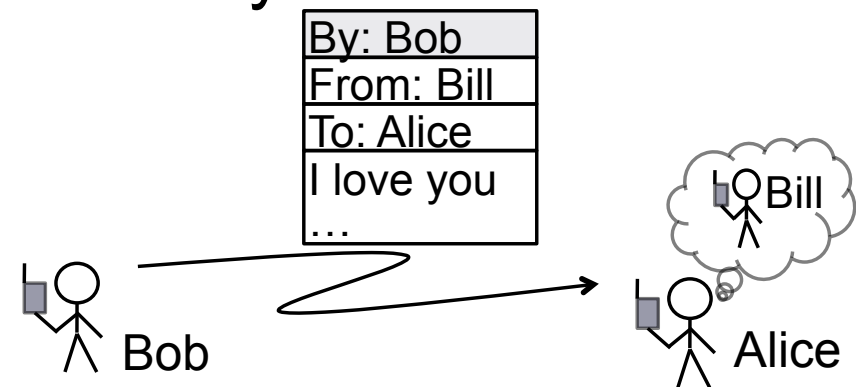 By: Bob
From: Bill
To: Alice
I love you
…
Bill
Bob
Alice